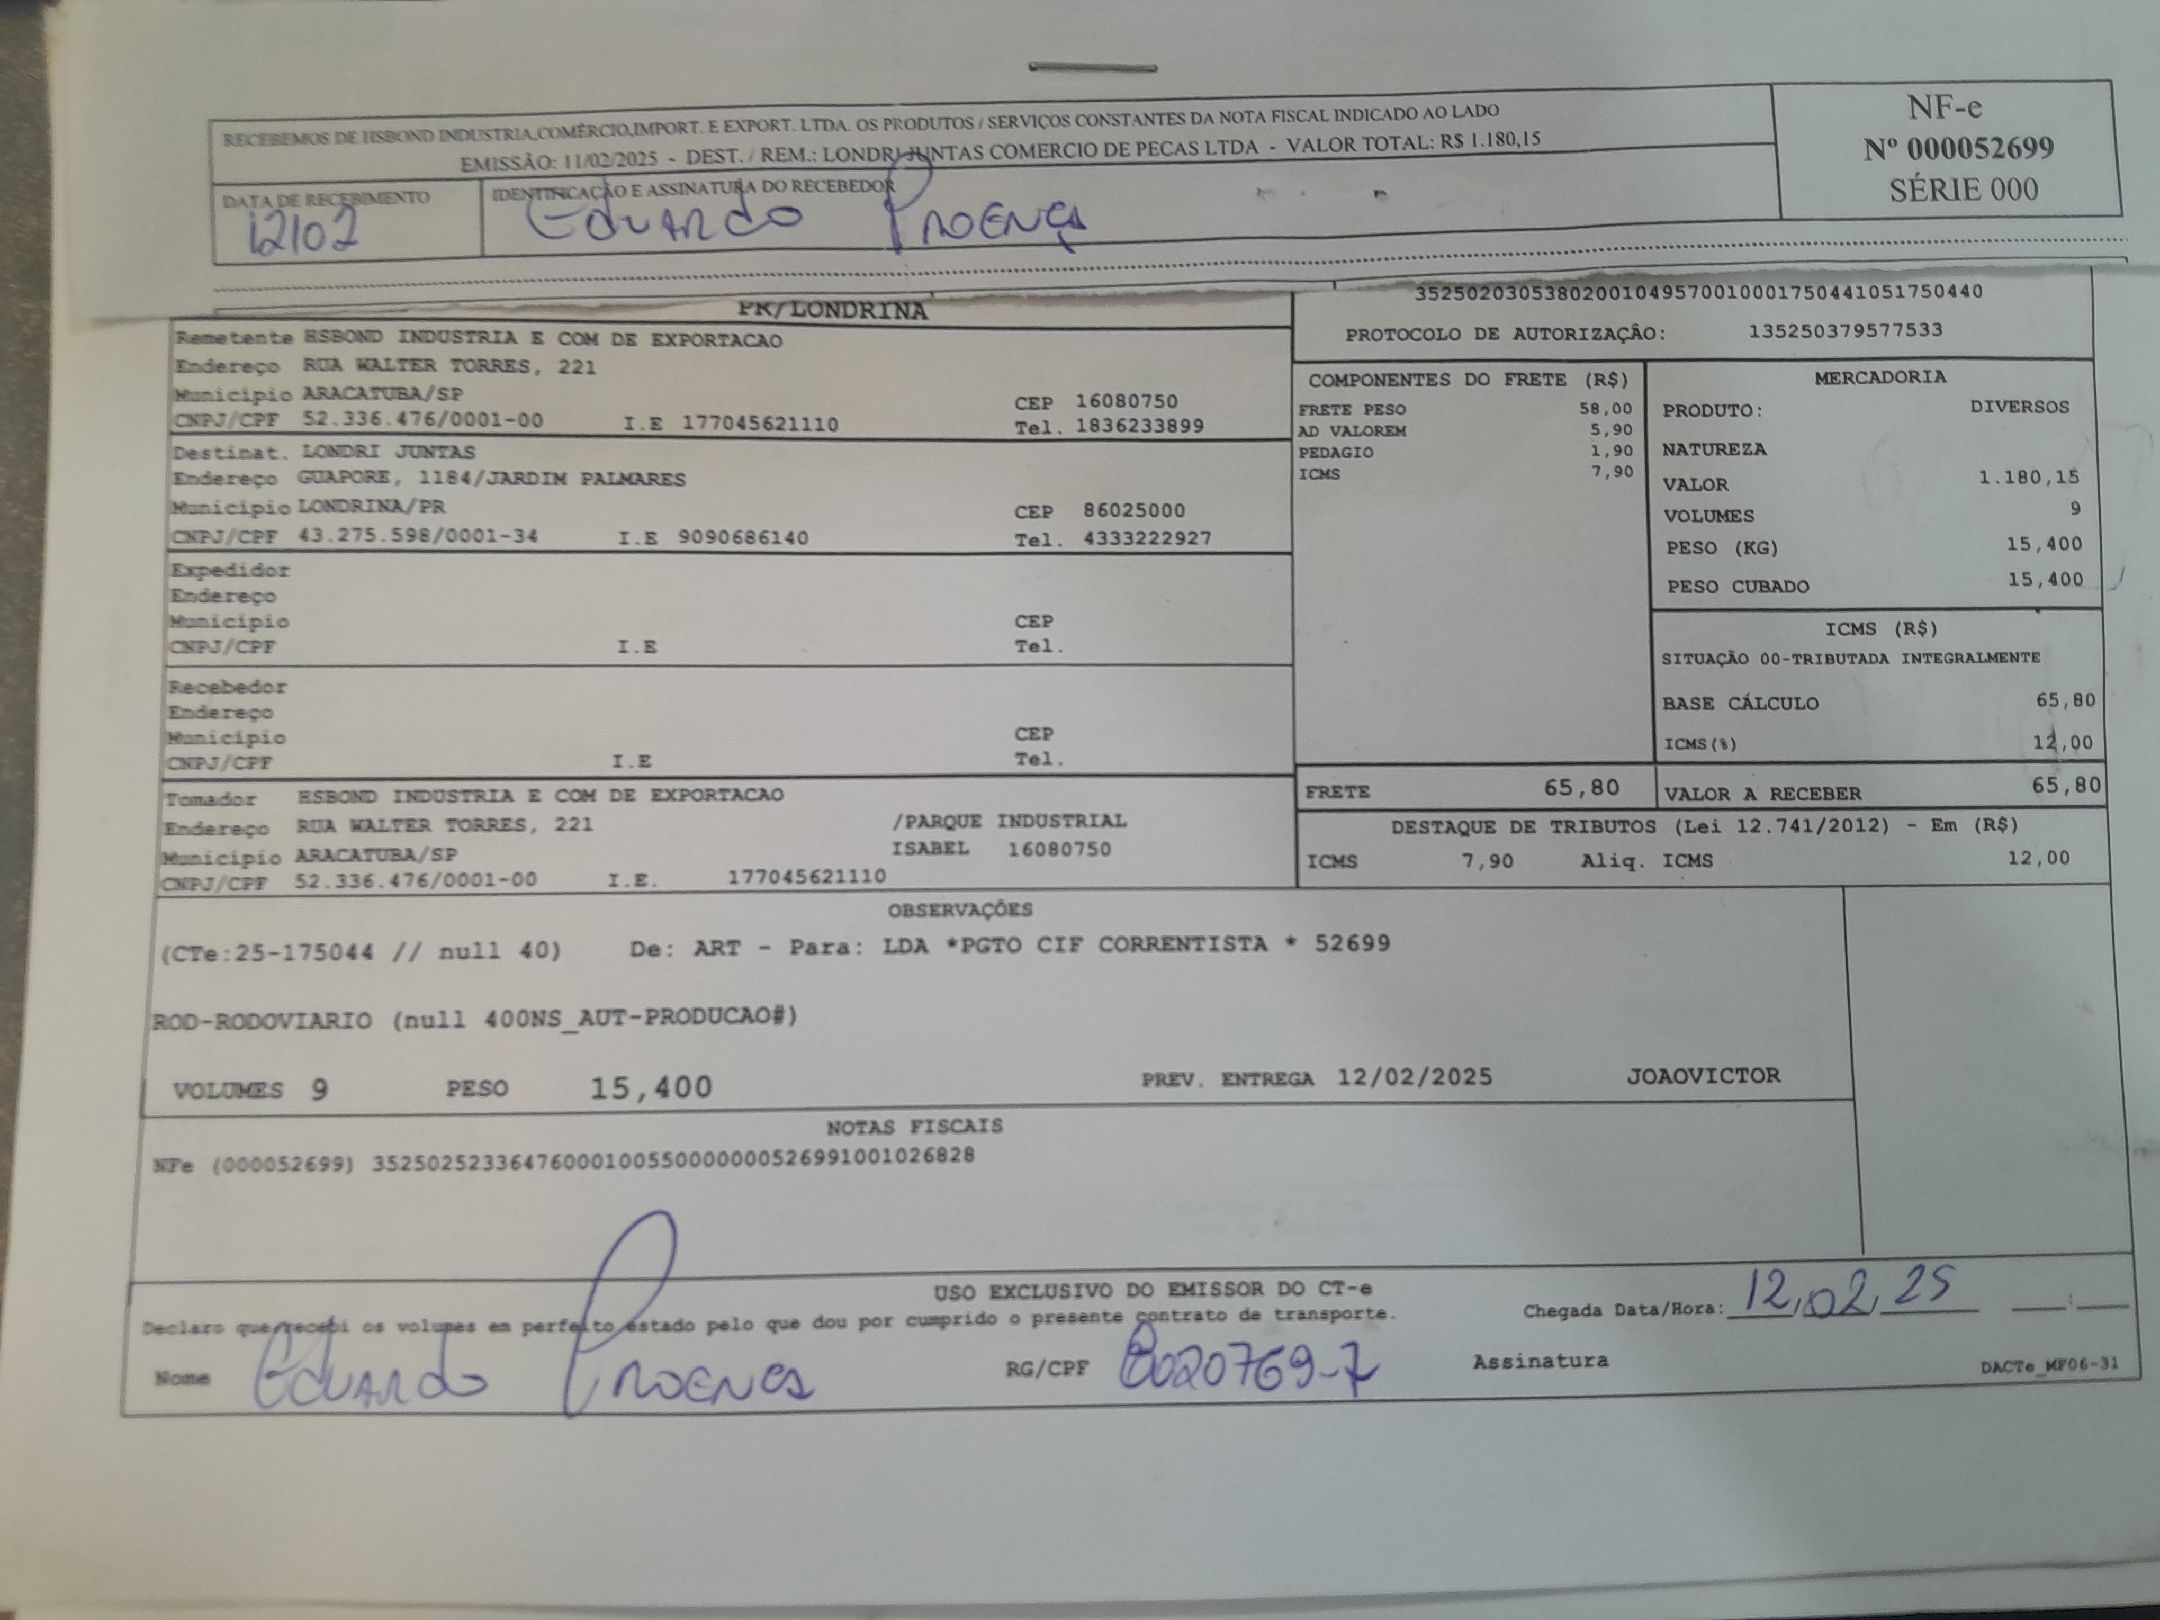 RECEBEMOS DE HSBOND INDUSTRIA,COMÉRCIO,IMPORT. E EXPORT. LTDA. OS PRODUTOS / SERVIÇOS CONSTANTES DA NOTA FISCAL INDICADO AO LADO
EMISSÃO: 11/02/2025 - DEST. / REM.: LONDRI JUNTAS COMERCIO DE PECAS LTDA - VALOR TOTAL: R$ 1.180,15
NF-e
Nº 000052699
SÉRIE 000
DATA DE RECEBIMENTO
12/02
IDENTIFICAÇÃO E ASSINATURA DO RECEBEDOR
Eduardo Proença
PR/LONDRINA
35250203053802001049570010001750441051750440
PROTOCOLO DE AUTORIZAÇÃO: 135250379577533
Remetente HSBOND INDUSTRIA E COM DE EXPORTACAO
Endereço RUA WALTER TORRES, 221
Município ARACATUBA/SP CEP 16080750
CNPJ/CPF 52.336.476/0001-00 I.E 177045621110 Tel. 1836233899
Destinat. LONDRI JUNTAS
Endereço GUAPORE, 1184/JARDIM PALMARES
Município LONDRINA/PR CEP 86025000
CNPJ/CPF 43.275.598/0001-34 I.E 9090686140 Tel. 4333222927
Expedidor
Endereço
Município CEP
CNPJ/CPF I.E Tel.
Recebedor
Endereço
Município CEP
CNPJ/CPF I.E Tel.
Tomador HSBOND INDUSTRIA E COM DE EXPORTACAO
Endereço RUA WALTER TORRES, 221 /PARQUE INDUSTRIAL
Município ARACATUBA/SP ISABEL 16080750
CNPJ/CPF 52.336.476/0001-00 I.E. 177045621110
COMPONENTES DO FRETE (R$)
FRETE PESO 58,00
AD VALOREM 5,90
PEDAGIO 1,90
ICMS 7,90
MERCADORIA
PRODUTO: DIVERSOS
NATUREZA
VALOR 1.180,15
VOLUMES 9
PESO (KG) 15,400
PESO CUBADO 15,400
ICMS (R$)
SITUAÇÃO 00-TRIBUTADA INTEGRALMENTE
BASE CÁLCULO 65,80
ICMS(%) 12,00
FRETE 65,80 VALOR A RECEBER 65,80
DESTAQUE DE TRIBUTOS (Lei 12.741/2012) - Em (R$)
ICMS 7,90 Aliq. ICMS 12,00
OBSERVAÇÕES
(CTe:25-175044 // null 40) De: ART - Para: LDA *PGTO CIF CORRENTISTA * 52699
ROD-RODOVIARIO (null 400NS_AUT-PRODUCAO#)
VOLUMES 9 PESO 15,400 PREV. ENTREGA 12/02/2025 JOAOVICTOR
NOTAS FISCAIS
NFe (000052699) 35250252336476000100550000000526991001026828
USO EXCLUSIVO DO EMISSOR DO CT-e
Declaro que recebi os volumes em perfeito estado pelo que dou por cumprido o presente contrato de transporte. Chegada Data/Hora: 12/02/25 __:__
Nome Eduardo Proença RG/CPF 8020769-7 Assinatura DACTe_MF06-31